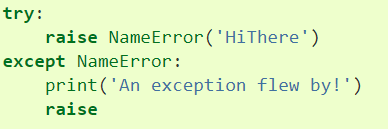 try:
    raise NameError('HiThere')
except NameError:
    print('An exception flew by!')
    raise